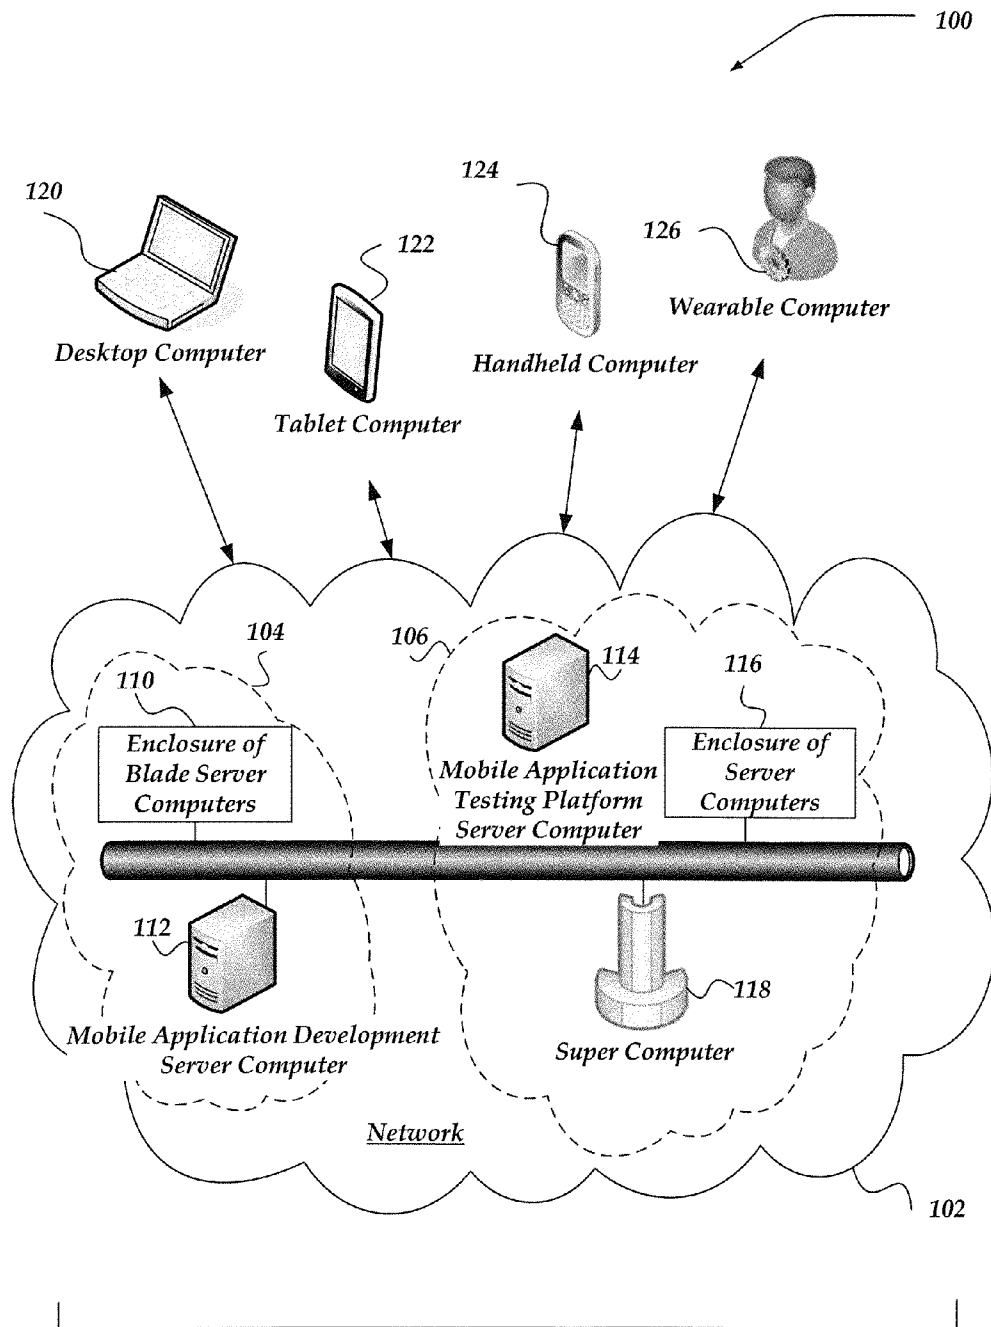 100
120
Desktop Computer
122
Tablet Computer
124
Handheld Computer
126
Wearable Computer
104
110
Enclosure of
Blade Server
Computers
106
114
Mobile Application
Testing Platform
Server Computer
116
Enclosure of
Server
Computers
112
Mobile Application Development
Server Computer
118
Super Computer
Network
102